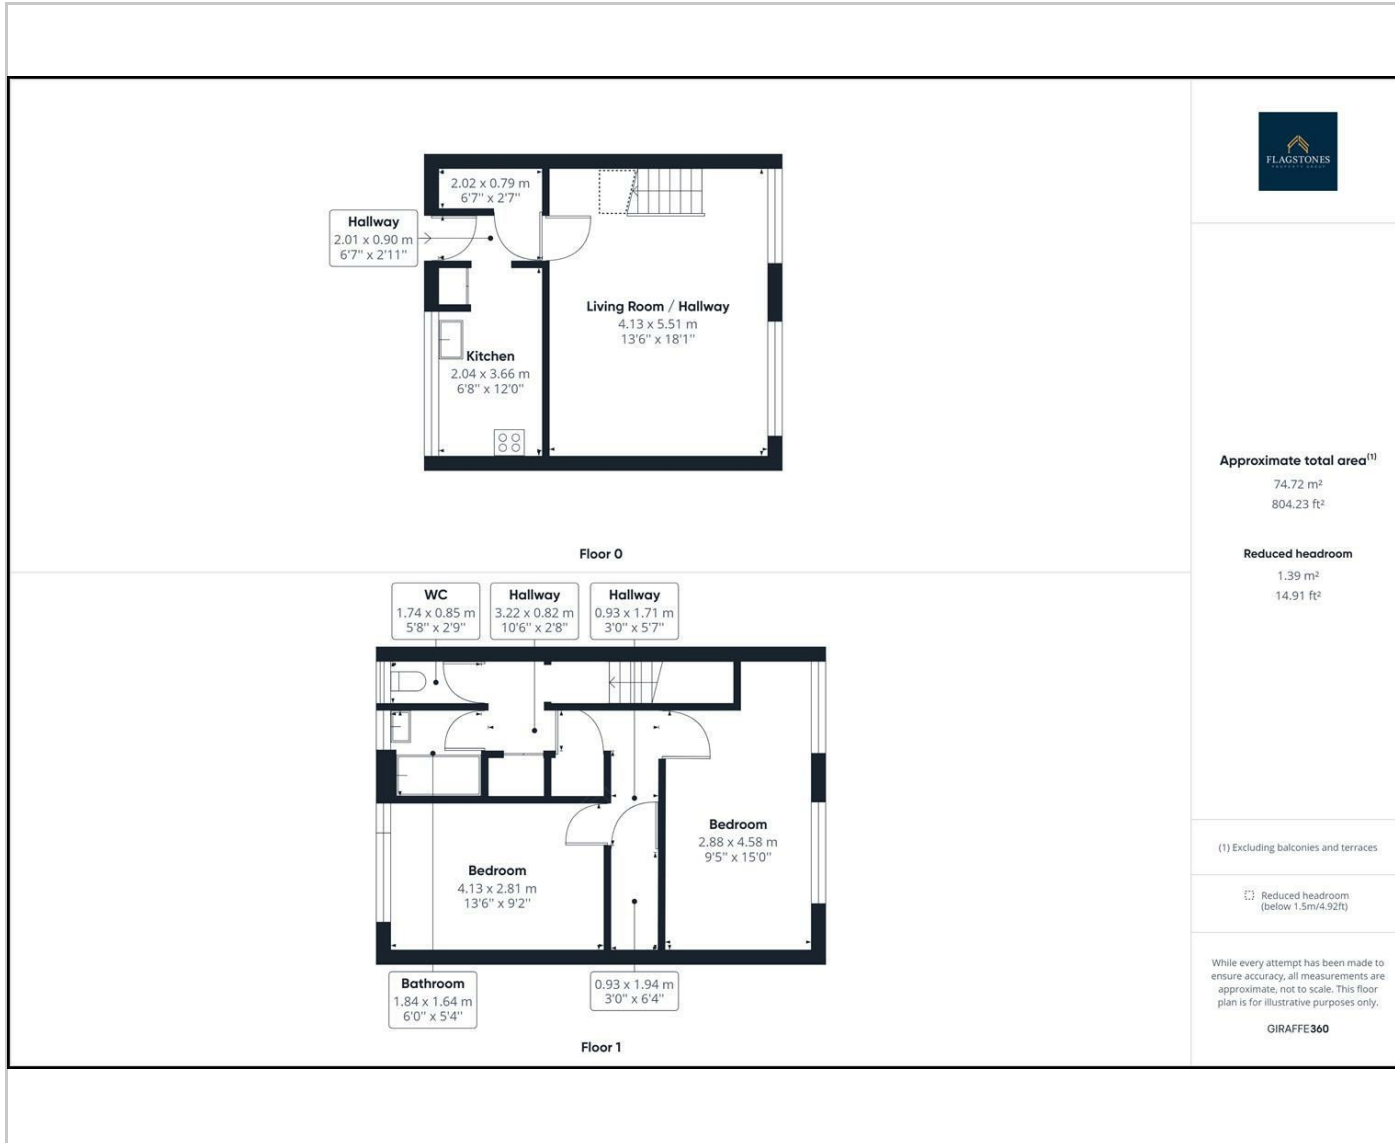 2.02 x 0.79 m
6'7" x 2'7"
Hallway
2.01 x 0.90 m
6'7" x 2'11"
Living Room / Hallway
4.13 x 5.51 m
13'6" x 18'1"
Kitchen
2.04 x 3.66 m
6'8" x 12'0"
Floor 0
WC
1.74 x 0.85 m
5'8" x 2'9"
Hallway
3.22 x 0.82 m
10'6" x 2'8"
Hallway
0.93 x 1.71 m
3'0" x 5'7"
Bedroom
2.88 x 4.58 m
9'5" x 15'0"
Bedroom
4.13 x 2.81 m
13'6" x 9'2"
Bathroom
1.84 x 1.64 m
6'0" x 5'4"
0.93 x 1.94 m
3'0" x 6'4"
Floor 1
FLAGSTONES
PROPERTY GROUP
Approximate total area(1)
74.72 m²
804.23 ft²
Reduced headroom
1.39 m²
14.91 ft²
(1) Excluding balconies and terraces
Reduced headroom
(below 1.5m/4.92ft)
While every attempt has been made to
ensure accuracy, all measurements are
approximate, not to scale. This floor
plan is for illustrative purposes only.
GIRAFFE360